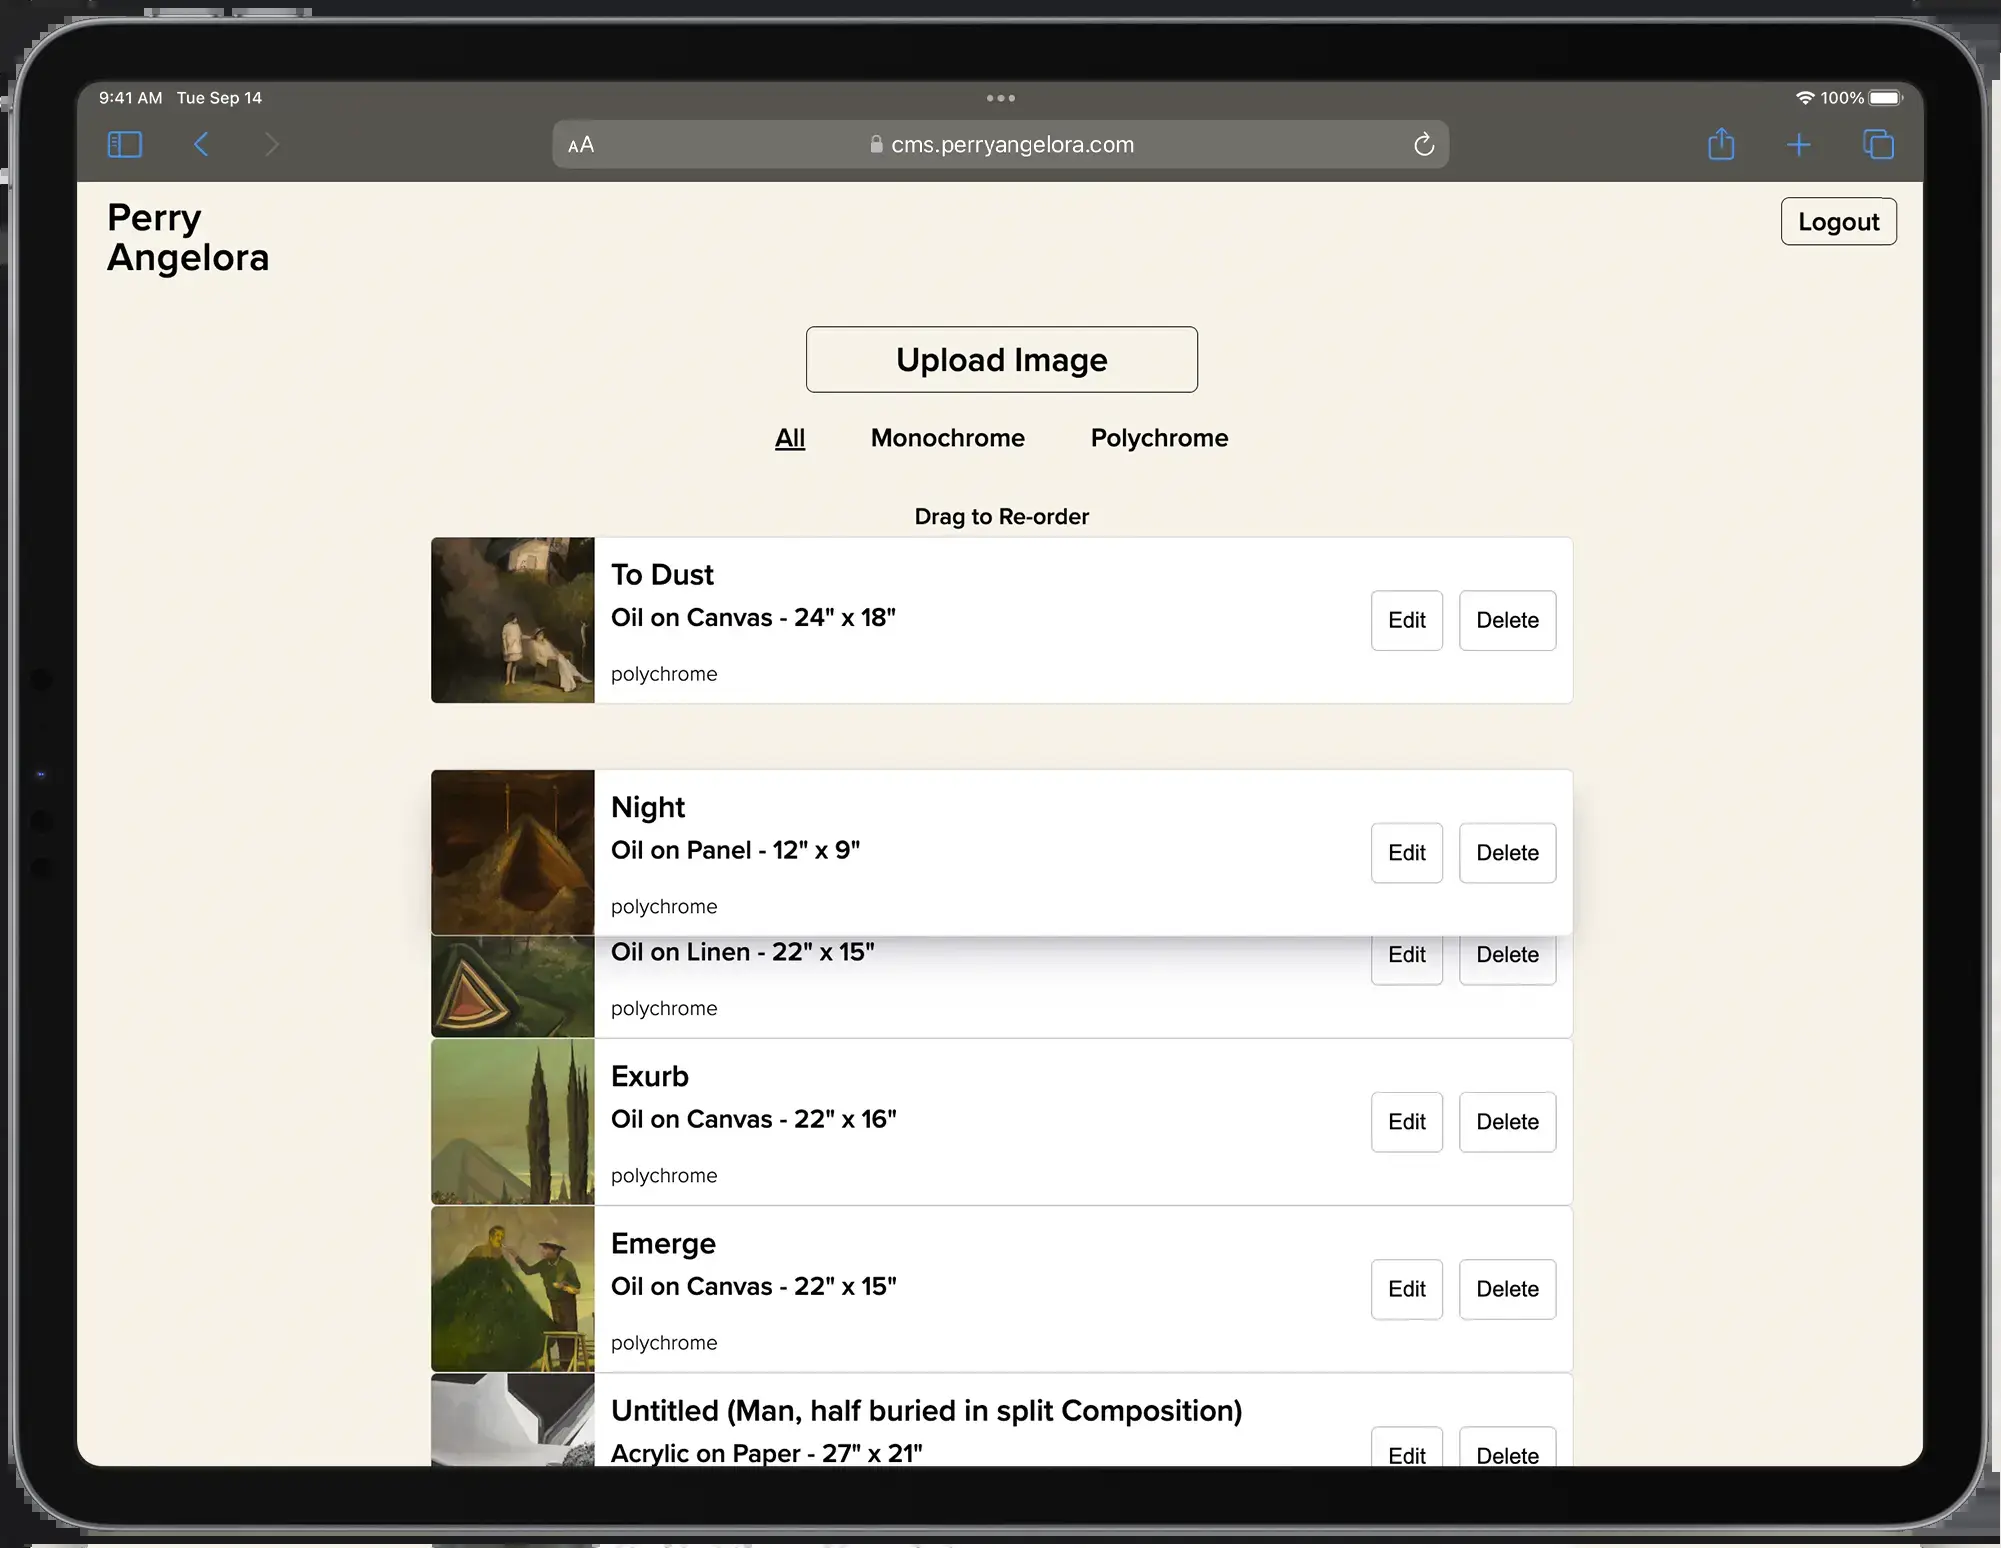 9:41 AM Tue Sep 14
100%
AA
cms.perryangelora.com
Perry
Angelora
Logout
Upload Image
All Monochrome Polychrome
Drag to Re-order
To Dust
Oil on Canvas - 24" x 18"
Edit Delete
polychrome
Night
Oil on Panel - 12" x 9"
Edit Delete
polychrome
Oil on Linen - 22" x 15"
Edit Delete
polychrome
Exurb
Oil on Canvas - 22" x 16"
Edit Delete
polychrome
Emerge
Oil on Canvas - 22" x 15"
Edit Delete
polychrome
Untitled (Man, half buried in split Composition)
Acrylic on Paper - 27" x 21"
Edit Delete